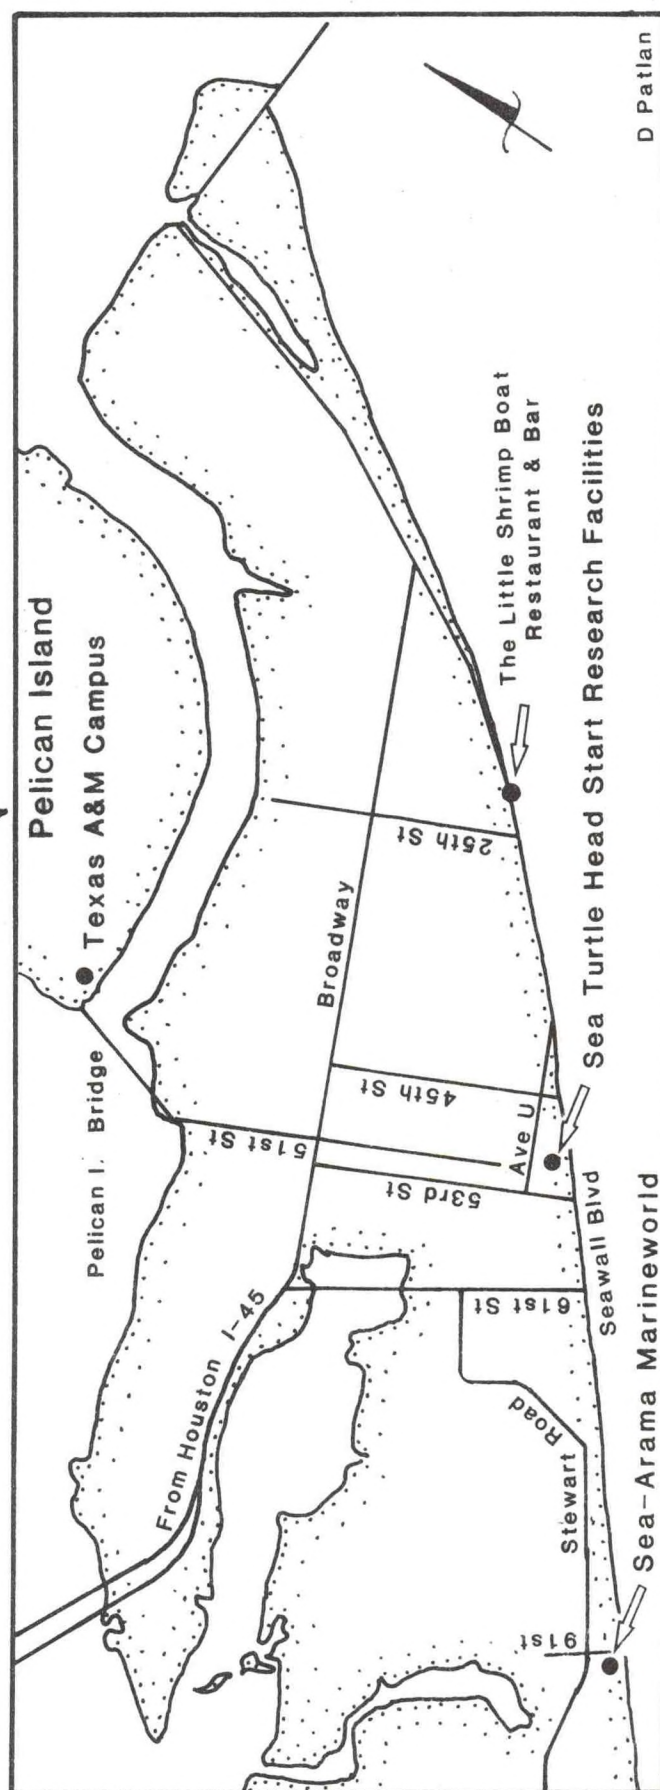 Pelican Island
Texas A&M Campus
Pelican I. Bridge
From Houston I-45
Broadway
25th St
45th St
51st St
53rd St
61st St
Ave U
Stewart
Road
91st
Seawall Blvd
The Little Shrimp Boat
Restaurant & Bar
Sea Turtle Head Start Research Facilities
Sea-Arama Marineworld
D Patlan